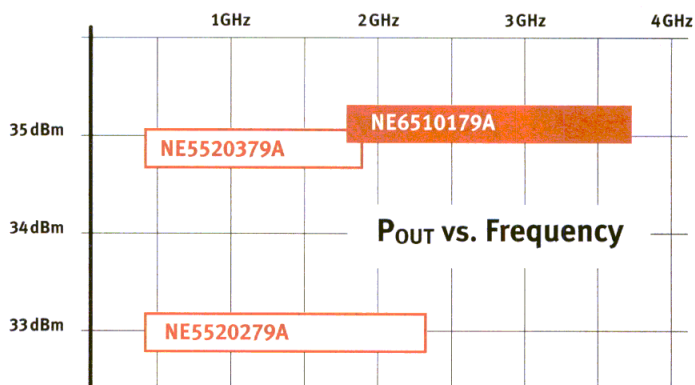 1GHz 2GHz 3GHz 4GHz
35dBm
NE6510179A
NE5520379A
34dBm
POUT vs. Frequency
33dBm
NE5520279A